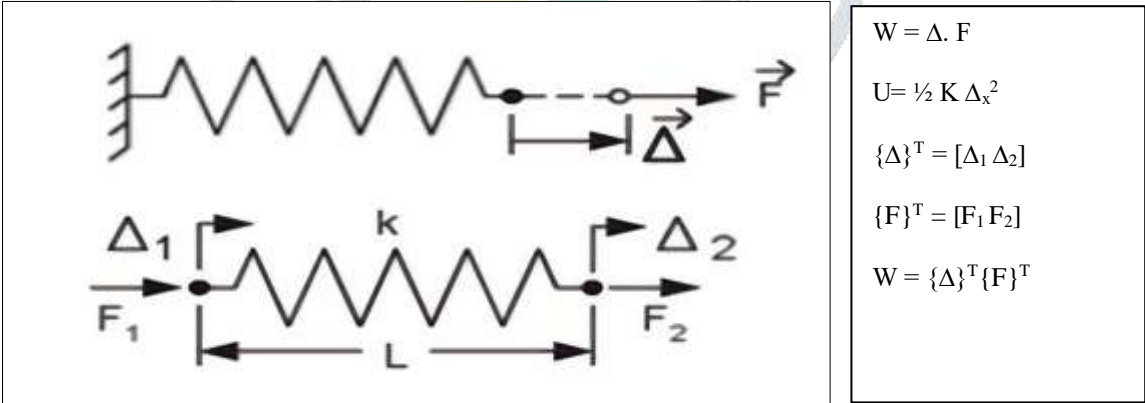 F
Δ
Δ1 k Δ2
F1 F2
L
W = Δ. F
U= ½ K Δx²
{Δ}ᵀ = [Δ1 Δ2]
{F}ᵀ = [F1 F2]
W = {Δ}ᵀ{F}ᵀ